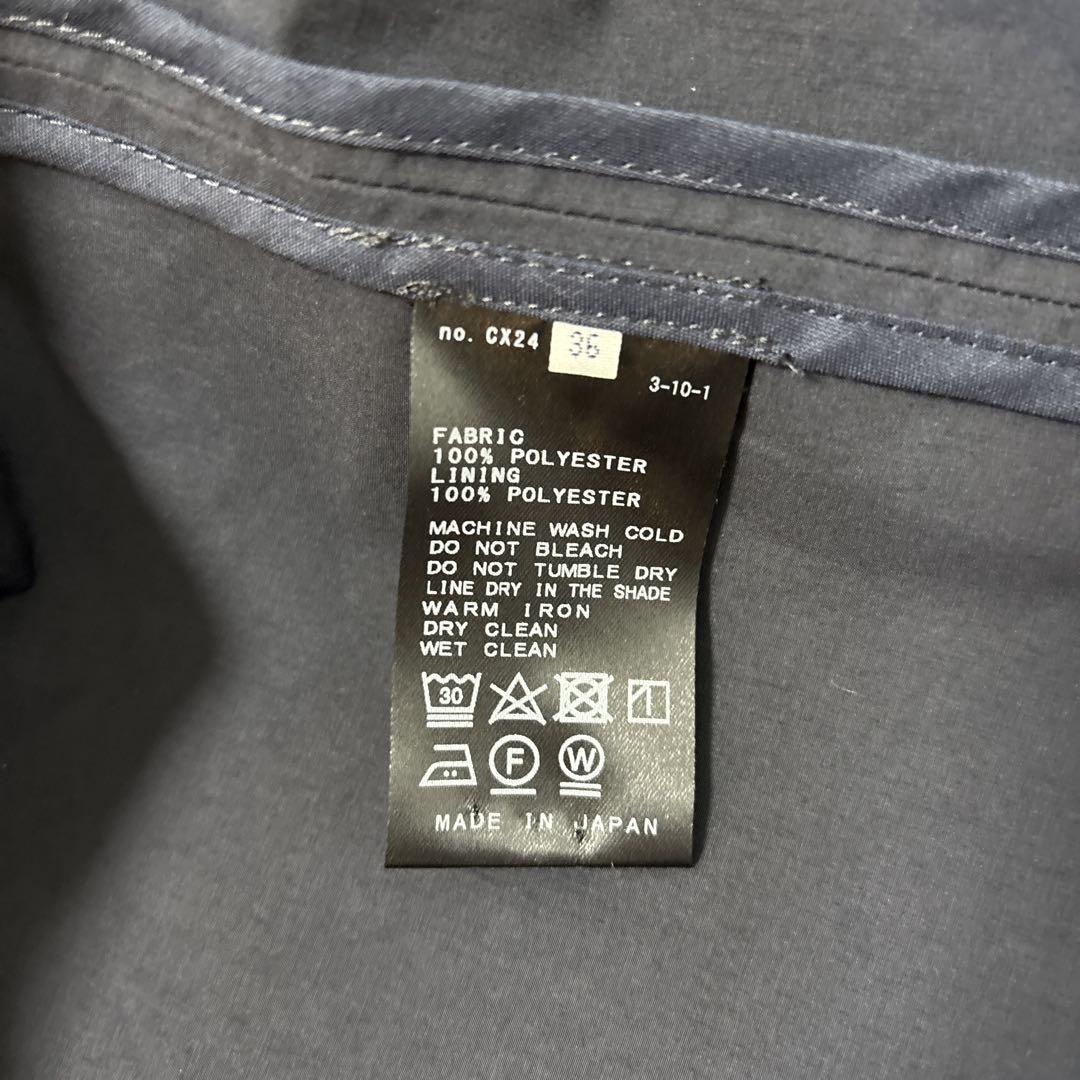 no. CX24 36
3-10-1
FABRIC
100% POLYESTER
LINING
100% POLYESTER
MACHINE WASH COLD
DO NOT BLEACH
DO NOT TUMBLE DRY
LINE DRY IN THE SHADE
WARM IRON
DRY CLEAN
WET CLEAN
30
F W
MADE IN JAPAN